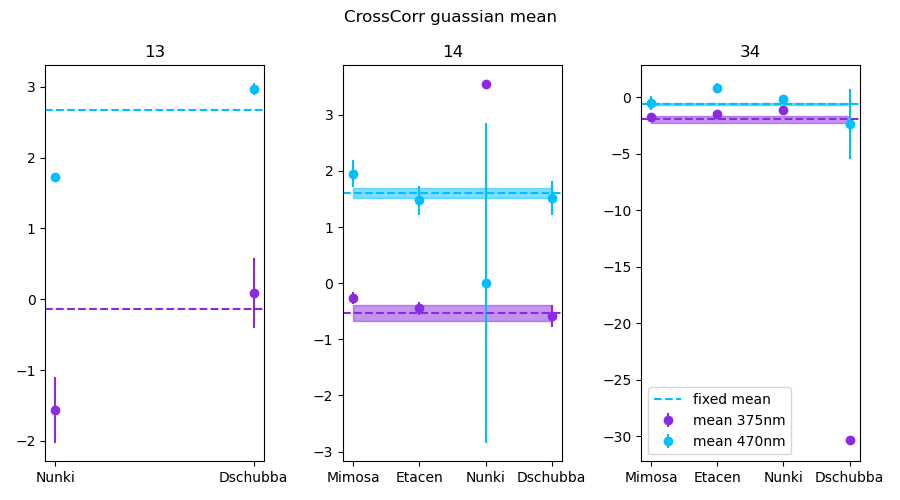 CrossCorr guassian mean
13
14
34
3
2
1
0
−1
−2
Nunki
Dschubba
3
2
1
0
−1
−2
−3
Mimosa
Etacen
Nunki
Dschubba
0
−5
−10
−15
−20
−25
−30
fixed mean
mean 375nm
mean 470nm
Mimosa
Etacen
Nunki
Dschubba